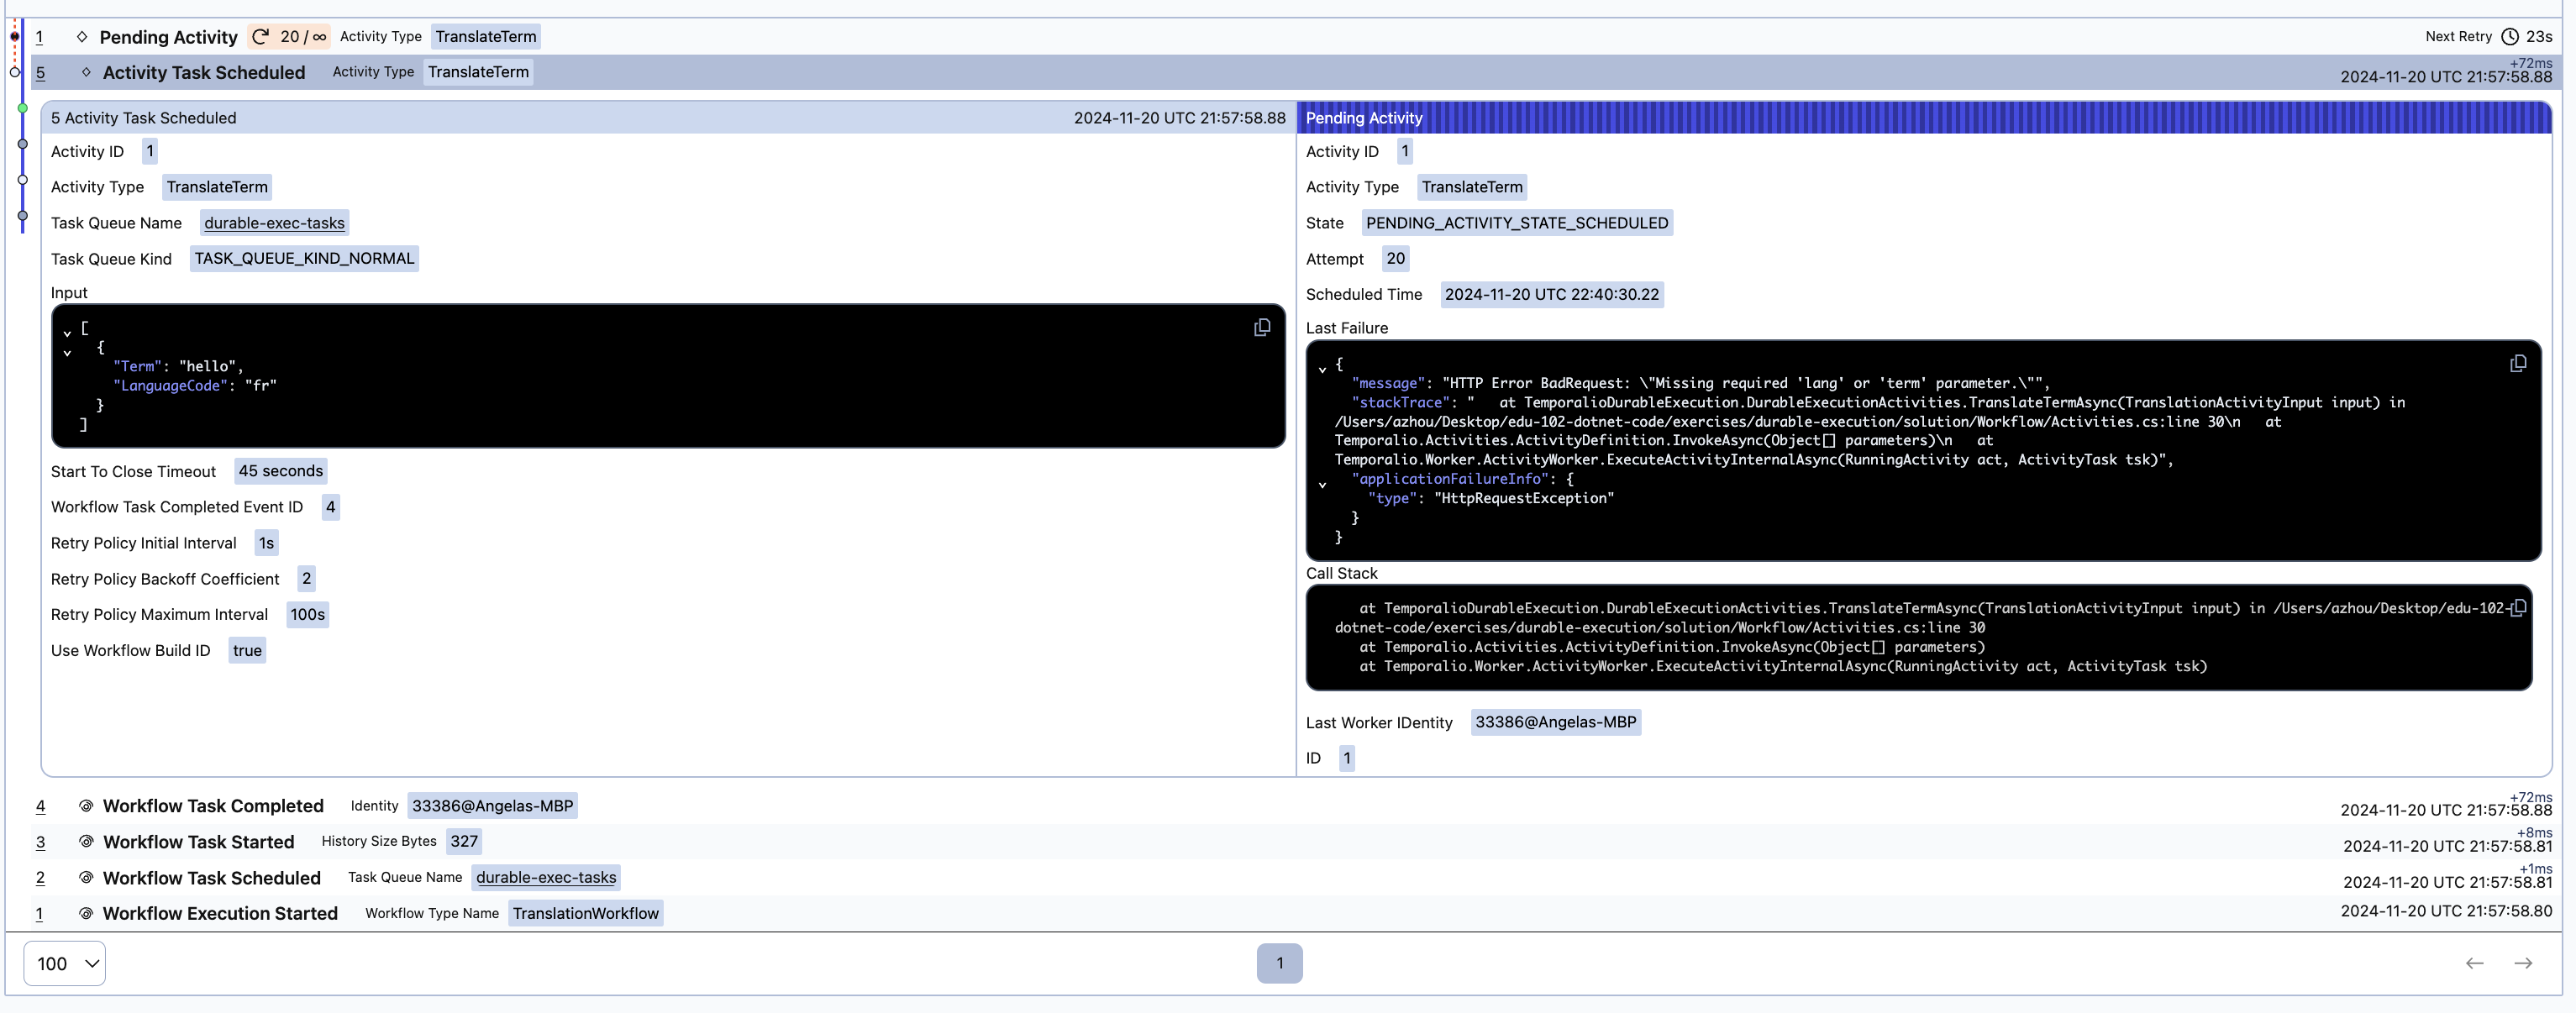 1 Pending Activity 20 / ∞ Activity Type TranslateTerm Next Retry 23s
5 Activity Task Scheduled Activity Type TranslateTerm +72ms
2024-11-20 UTC 21:57:58.88
5 Activity Task Scheduled 2024-11-20 UTC 21:57:58.88
Activity ID 1
Activity Type TranslateTerm
Task Queue Name durable-exec-tasks
Task Queue Kind TASK_QUEUE_KIND_NORMAL
Input
[
{
"Term": "hello",
"LanguageCode": "fr"
}
]
Start To Close Timeout 45 seconds
Workflow Task Completed Event ID 4
Retry Policy Initial Interval 1s
Retry Policy Backoff Coefficient 2
Retry Policy Maximum Interval 100s
Use Workflow Build ID true
Pending Activity
Activity ID 1
Activity Type TranslateTerm
State PENDING_ACTIVITY_STATE_SCHEDULED
Attempt 20
Scheduled Time 2024-11-20 UTC 22:40:30.22
Last Failure
{
"message": "HTTP Error BadRequest: \"Missing required 'lang' or 'term' parameter.\"",
"stackTrace": "   at TemporalioDurableExecution.DurableExecutionActivities.TranslateTermAsync(TranslationActivityInput input) in
/Users/azhou/Desktop/edu-102-dotnet-code/exercises/durable-execution/solution/Workflow/Activities.cs:line 30\n   at
Temporalio.Activities.ActivityDefinition.InvokeAsync(Object[] parameters)\n   at
Temporalio.Worker.ActivityWorker.ExecuteActivityInternalAsync(RunningActivity act, ActivityTask tsk)",
"applicationFailureInfo": {
"type": "HttpRequestException"
}
}
Call Stack
at TemporalioDurableExecution.DurableExecutionActivities.TranslateTermAsync(TranslationActivityInput input) in /Users/azhou/Desktop/edu-102-
dotnet-code/exercises/durable-execution/solution/Workflow/Activities.cs:line 30
at Temporalio.Activities.ActivityDefinition.InvokeAsync(Object[] parameters)
at Temporalio.Worker.ActivityWorker.ExecuteActivityInternalAsync(RunningActivity act, ActivityTask tsk)
Last Worker IDentity 33386@Angelas-MBP
ID 1
4 Workflow Task Completed Identity 33386@Angelas-MBP +72ms
2024-11-20 UTC 21:57:58.88
3 Workflow Task Started History Size Bytes 327 +8ms
2024-11-20 UTC 21:57:58.81
2 Workflow Task Scheduled Task Queue Name durable-exec-tasks +1ms
2024-11-20 UTC 21:57:58.81
1 Workflow Execution Started Workflow Type Name TranslationWorkflow 2024-11-20 UTC 21:57:58.80
100 1